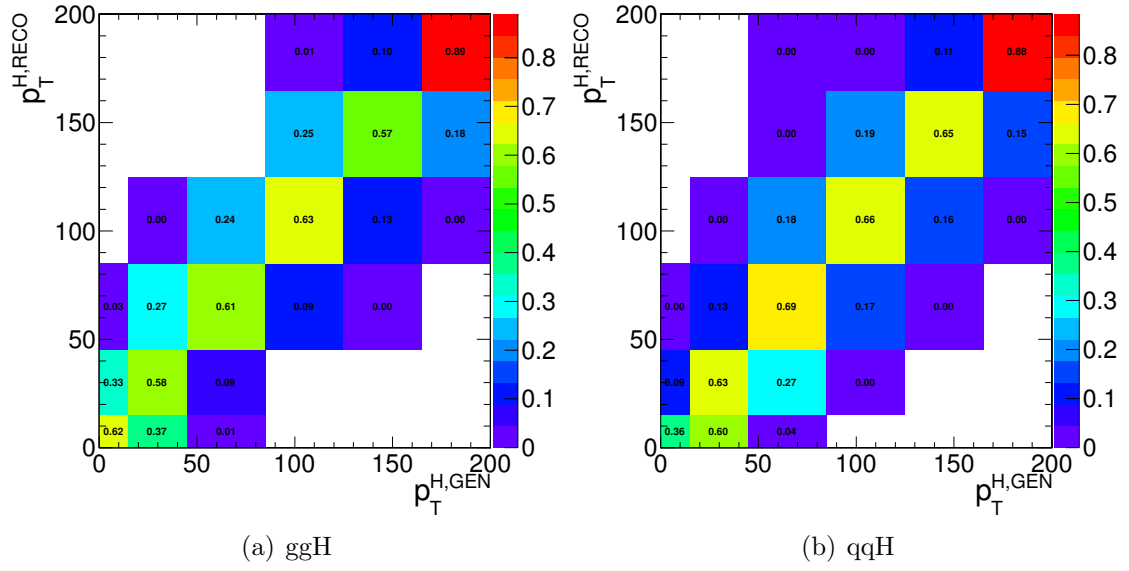 p_T^H,RECO
200
150
100
50
0
0.01 0.10 0.89
0.25 0.57 0.18
0.00 0.24 0.63 0.13 0.00
0.03 0.27 0.61 0.09 0.00
0.33 0.58 0.09
0.62 0.37 0.01
0 50 100 150 200
p_T^H,GEN
0.8
0.7
0.6
0.5
0.4
0.3
0.2
0.1
0
(a) ggH
p_T^H,RECO
200
150
100
50
0
0.00 0.00 0.11 0.88
0.00 0.19 0.65 0.15
0.00 0.18 0.66 0.16 0.00
0.00 0.13 0.69 0.17 0.00
0.09 0.63 0.27 0.00
0.36 0.60 0.04
0 50 100 150 200
p_T^H,GEN
0.8
0.7
0.6
0.5
0.4
0.3
0.2
0.1
0
(b) qqH